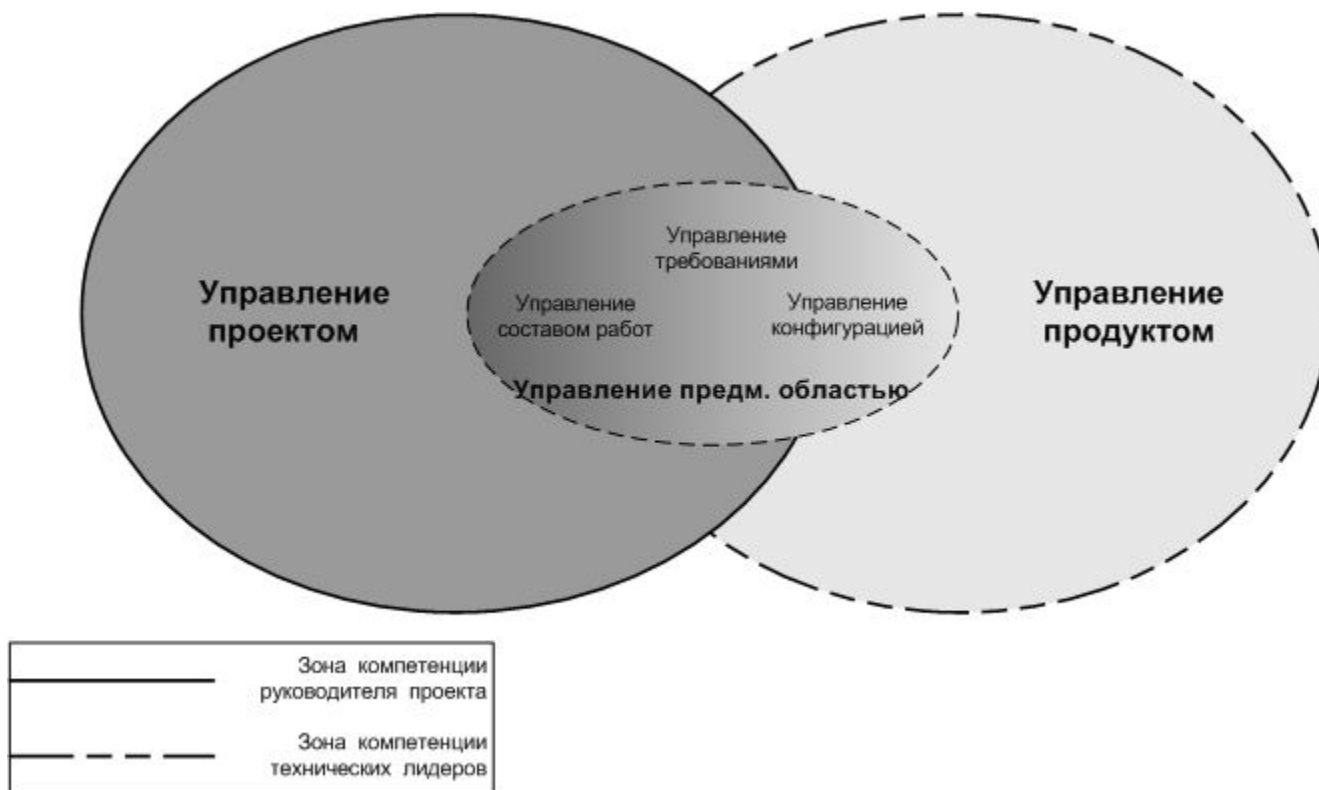 Управление
требованиями
Управление
проектом
Управление
составом работ
Управление
конфигурацией
Управление
продуктом
Управление предм. областью
Зона компетенции
руководителя проекта
Зона компетенции
технических лидеров